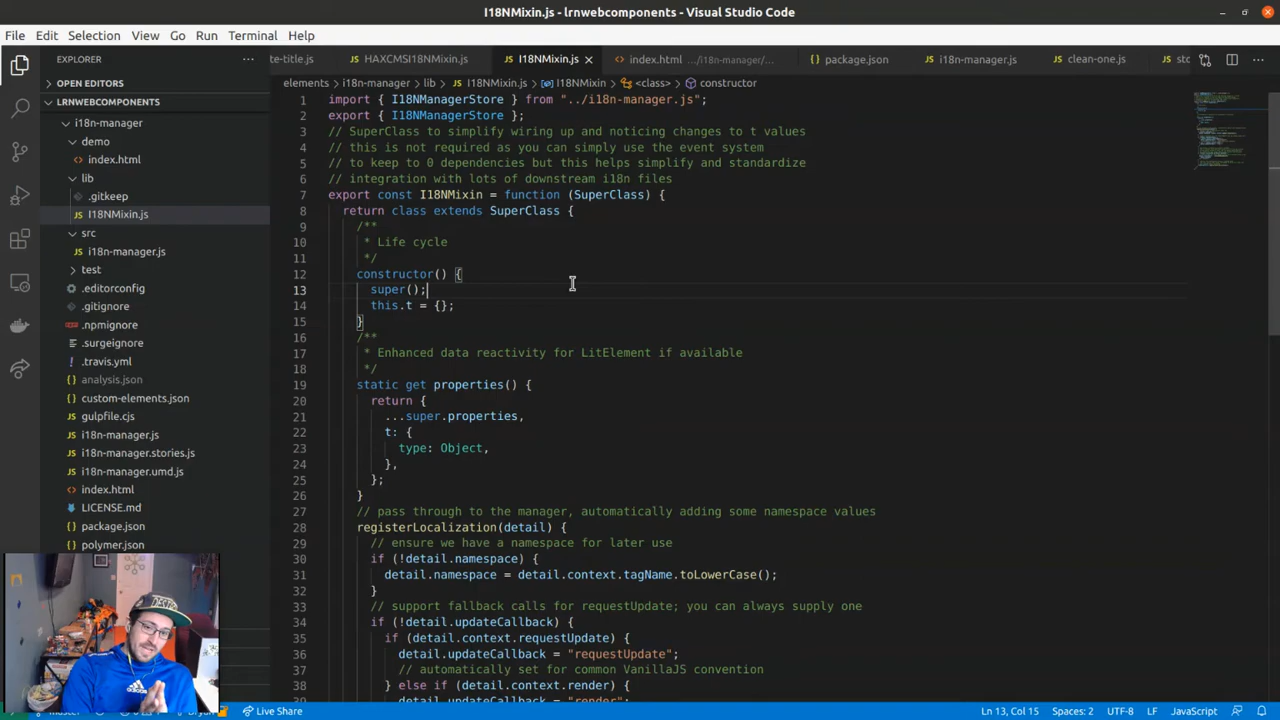 I18NMixin.js - lrnwebcomponents - Visual Studio Code
File Edit Selection View Go Run Terminal Help
EXPLORER
te-title.js HAXCMSI18NMixin.js I18NMixin.js index.html .../i18n-manager/... package.json i18n-manager.js clean-one.js sto
OPEN EDITORS
elements > i18n-manager > lib > I18NMixin.js > I18NMixin > <class> > constructor
LRNWEBCOMPONENTS
i18n-manager
demo
index.html
lib
.gitkeep
I18NMixin.js
src
i18n-manager.js
test
.editorconfig
.gitignore
.npmignore
.surgeignore
.travis.yml
analysis.json
custom-elements.json
gulpfile.cjs
i18n-manager.js
i18n-manager.stories.js
i18n-manager.umd.js
index.html
LICENSE.md
package.json
polymer.json
1 import { I18NManagerStore } from "../i18n-manager.js";
2 export { I18NManagerStore };
3 // SuperClass to simplify wiring up and noticing changes to t values
4 // this is not required as you can simply use the event system
5 // to keep to 0 dependencies but this helps simplify and standardize
6 // integration with lots of downstream i18n files
7 export const I18NMixin = function (SuperClass) {
8 return class extends SuperClass {
9 /**
10 * Life cycle
11 */
12 constructor() {
13 super();
14 this.t = {};
15 }
16 /**
17 * Enhanced data reactivity for LitElement if available
18 */
19 static get properties() {
20 return {
21 ...super.properties,
22 t: {
23 type: Object,
24 },
25 };
26 }
27 // pass through to the manager, automatically adding some namespace values
28 registerLocalization(detail) {
29 // ensure we have a namespace for later use
30 if (!detail.namespace) {
31 detail.namespace = detail.context.tagName.toLowerCase();
32 }
33 // support fallback calls for requestUpdate; you can always supply one
34 if (!detail.updateCallback) {
35 if (detail.context.requestUpdate) {
36 detail.updateCallback = "requestUpdate";
37 // automatically set for common VanillaJS convention
38 } else if (detail.context.render) {
39 detail.updateCallback = "render";
Live Share Ln 13, Col 15 Spaces: 2 UTF-8 LF JavaScript